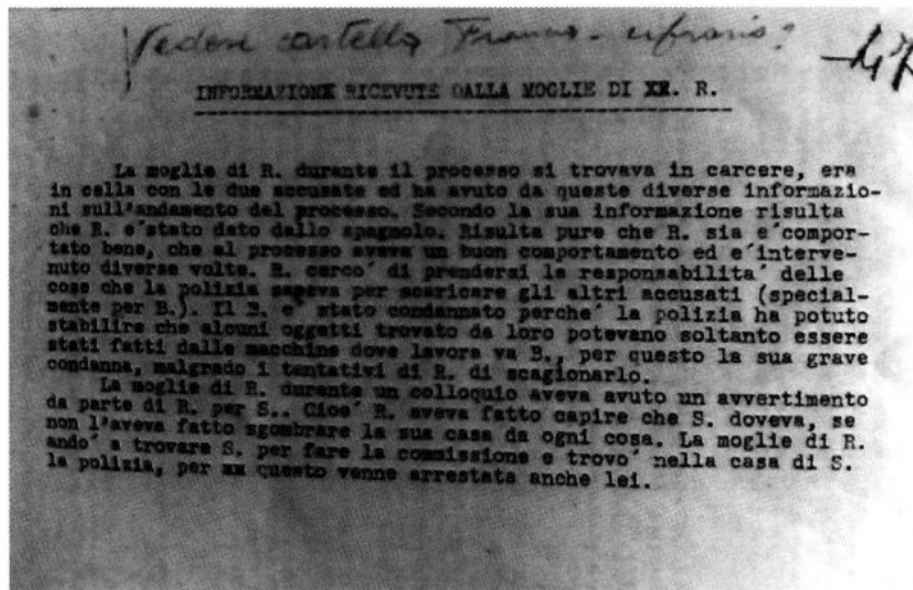 Vedere cartella Franco -
INFORMAZIONE RICEVUTE DALLA MOGLIE DI XX. R.
La moglie di R. durante il processo si trovava in carcere, era
in cella con le due accusate ed ha avuto da queste diverse informazio-
ni sull'andamento del processo. Secondo la sua informazione risulta
che R. e'stato dato dallo spagnolo. Risulta pure che R. sia e'compor-
tato bene, che al processo aveva un buon comportamento ed e'interve-
nuto diverse volte. R. cerco' di prendersi la responsabilita' delle
cose che la polizia sapeva per scaricare gli altri accusati (special-
mente per B.). Il B. e' stato condannato perche' la polizia ha potuto
stabilire che alcuni oggetti trovato da loro potevano soltanto essere
stati fatti dalle macchine dove lavora va B., per questo la sua grave
condanna, malgrado i tentativi di R. di scagionarlo.
La moglie di R. durante un colloquio aveva avuto un avvertimento
da parte di R. per S.. Cioe' R. aveva fatto capire che S. doveva, se
non l'aveva fatto sgombrare la sua casa da ogni cosa. La moglie di R.
ando' a trovare S. per fare la commissione e trovo' nella casa di S.
la polizia, per xx questo venne arrestata anche lei.